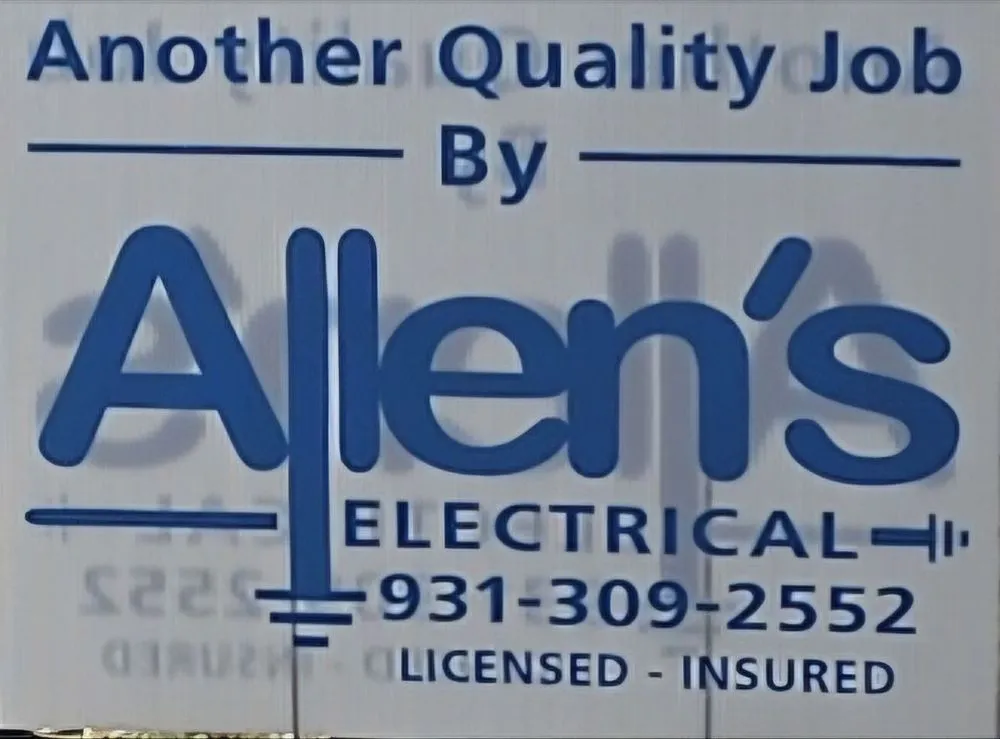 Another Quality Job
By
Allen's
ELECTRICAL
931-309-2552
LICENSED - INSURED